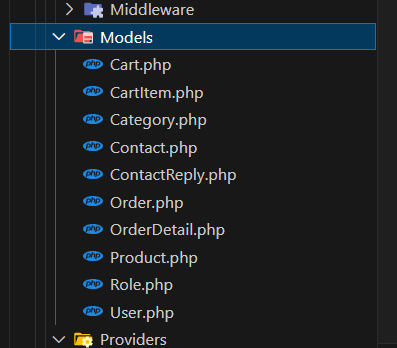 Middleware
Models
php Cart.php
php CartItem.php
php Category.php
php Contact.php
php ContactReply.php
php Order.php
php OrderDetail.php
php Product.php
php Role.php
php User.php
Providers